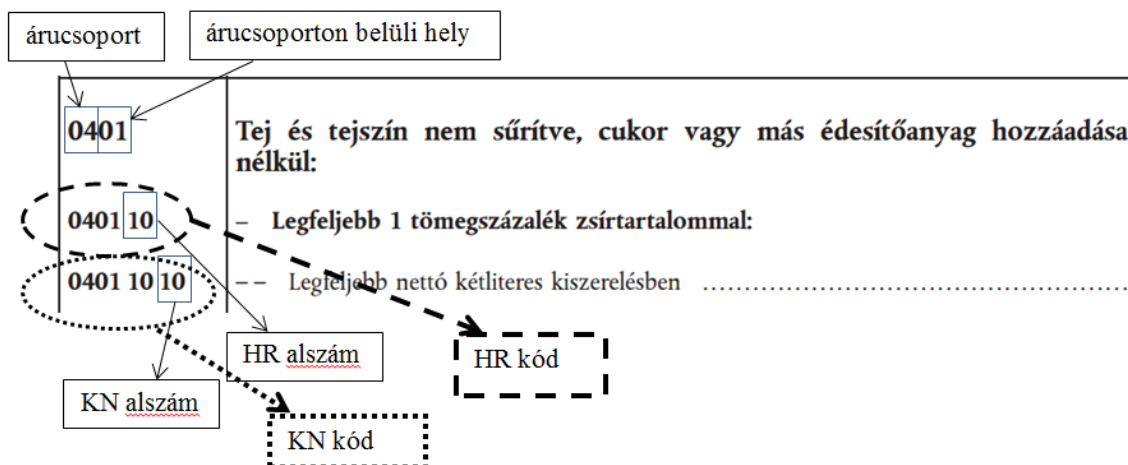 árucsoport
árucsoporton belüli hely
0401
Tej és tejszín nem sűrítve, cukor vagy más édesítőanyag hozzáadása
nélkül:
0401 10
– Legfeljebb 1 tömegszázalék zsírtartalommal:
0401 10 10
– – Legfeljebb nettó kétliteres kiszerelésben ......................................................
HR alszám
HR kód
KN alszám
KN kód